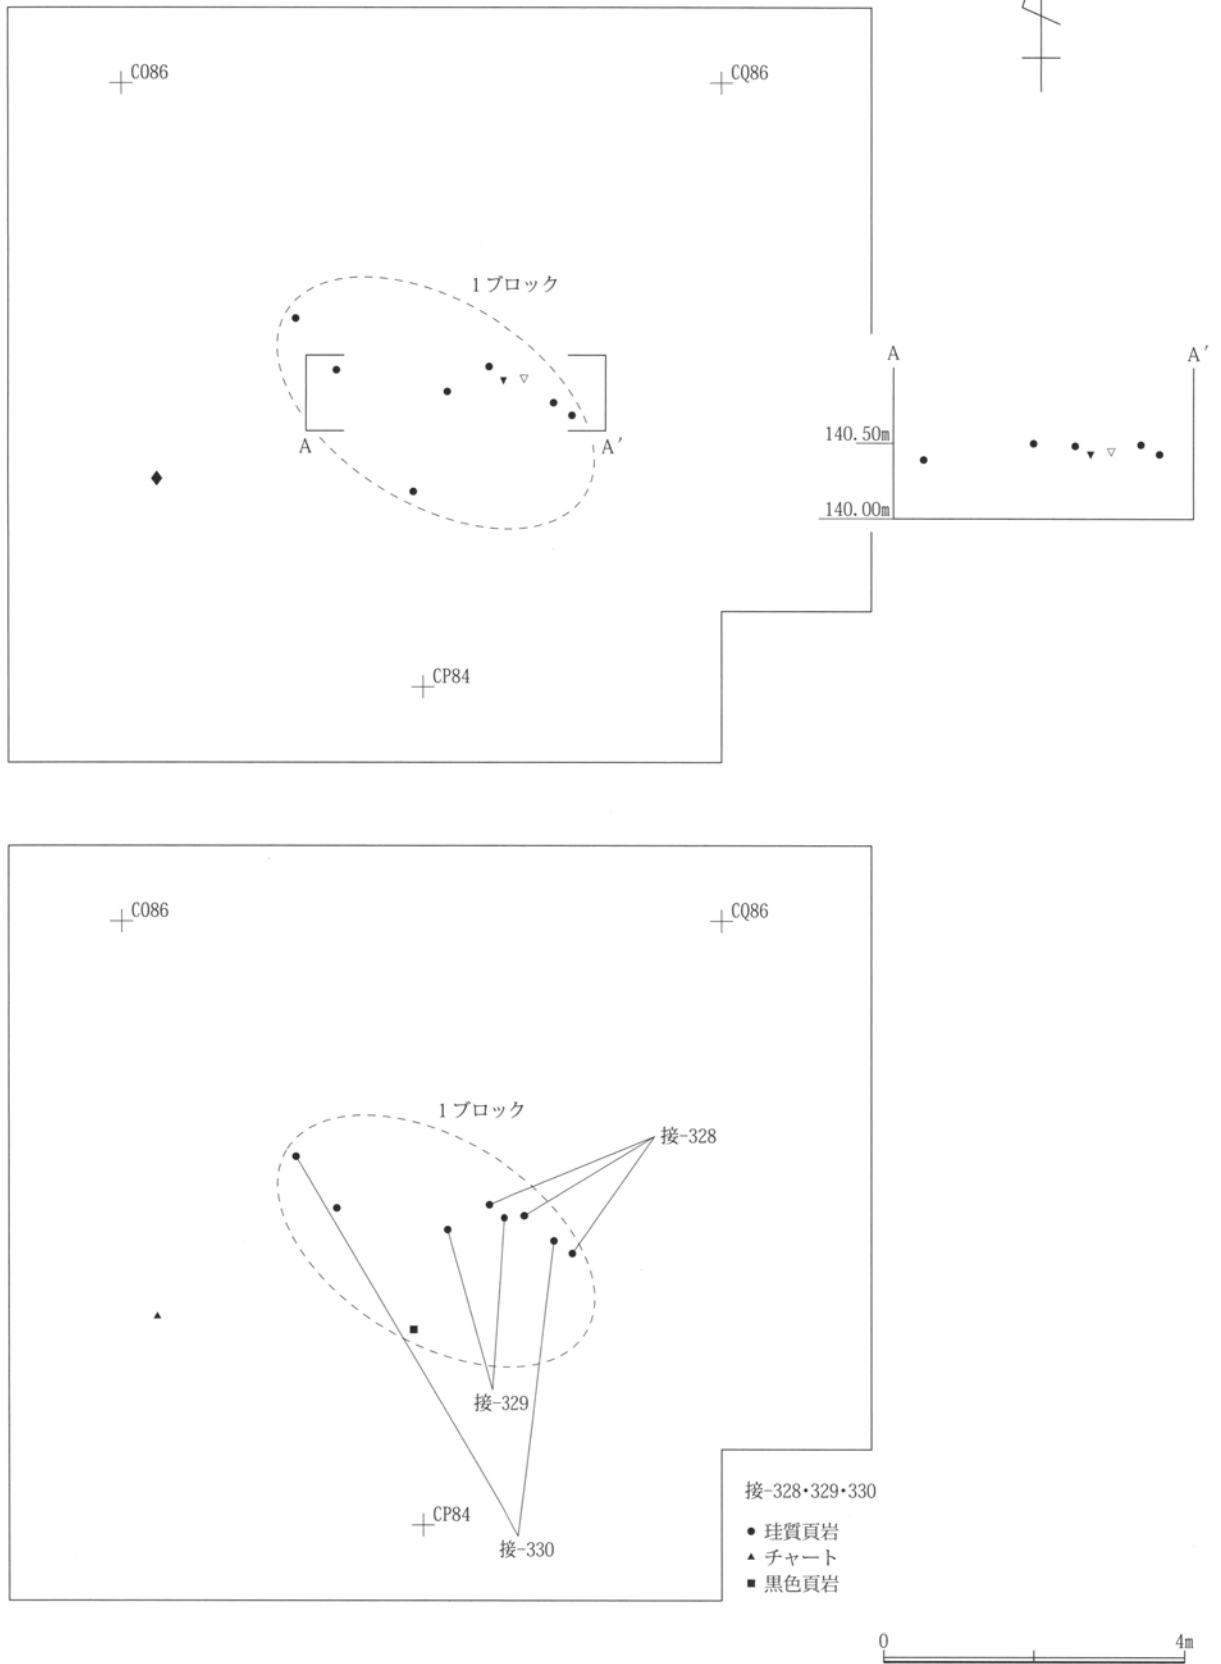 CO86
CQ86
1ブロック
A
A'
A
A'
140.50m
140.00m
CP84
CO86
CQ86
1ブロック
接-328
接-329
CP84
接-330
接-328・329・330
● 珪質頁岩
▲ チャート
■ 黒色頁岩
0
4m